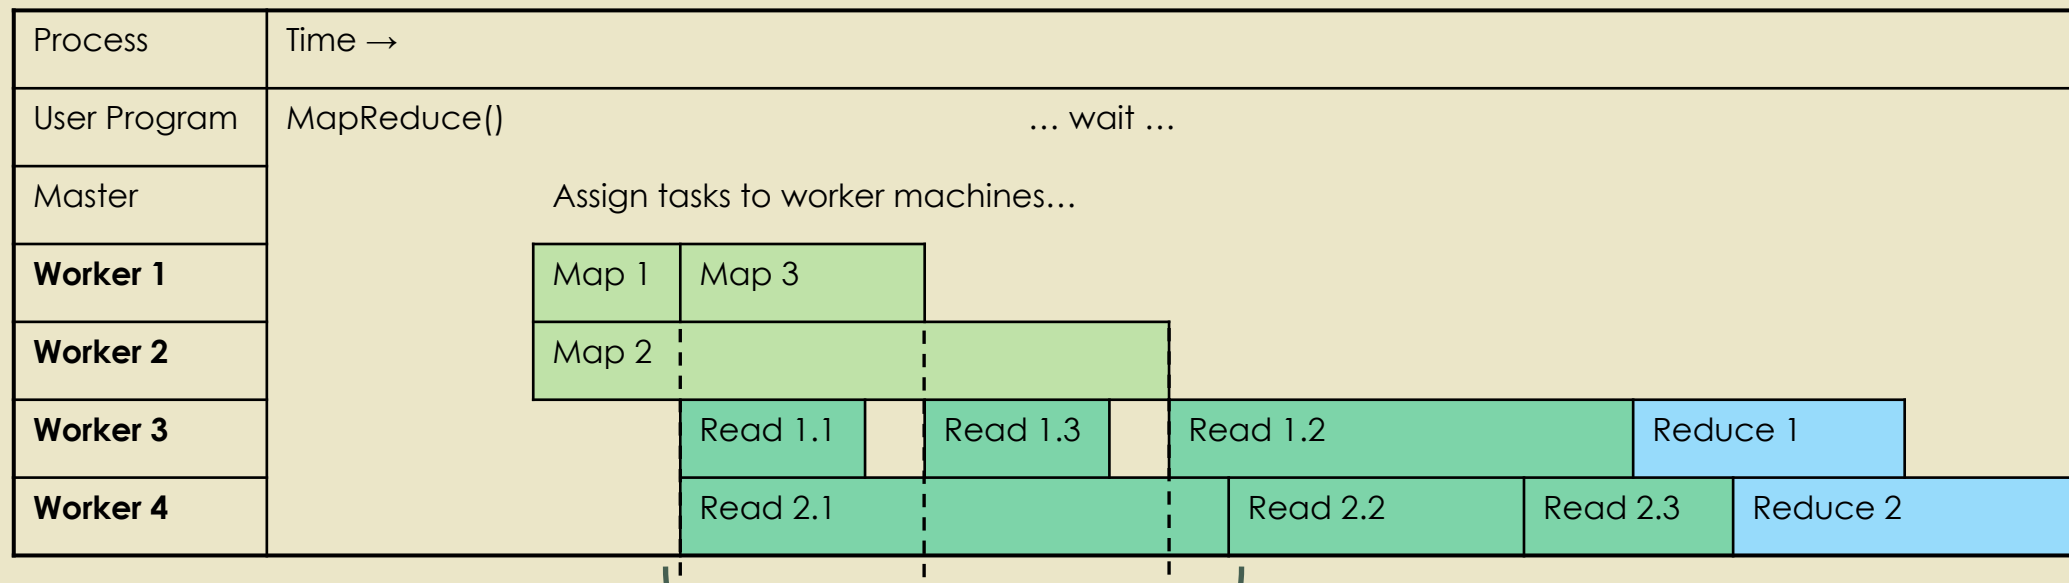 Process Time →
User Program MapReduce() … wait …
Master Assign tasks to worker machines…
Worker 1 Map 1 Map 3
Worker 2 Map 2
Worker 3 Read 1.1 Read 1.3 Read 1.2 Reduce 1
Worker 4 Read 2.1 Read 2.2 Read 2.3 Reduce 2